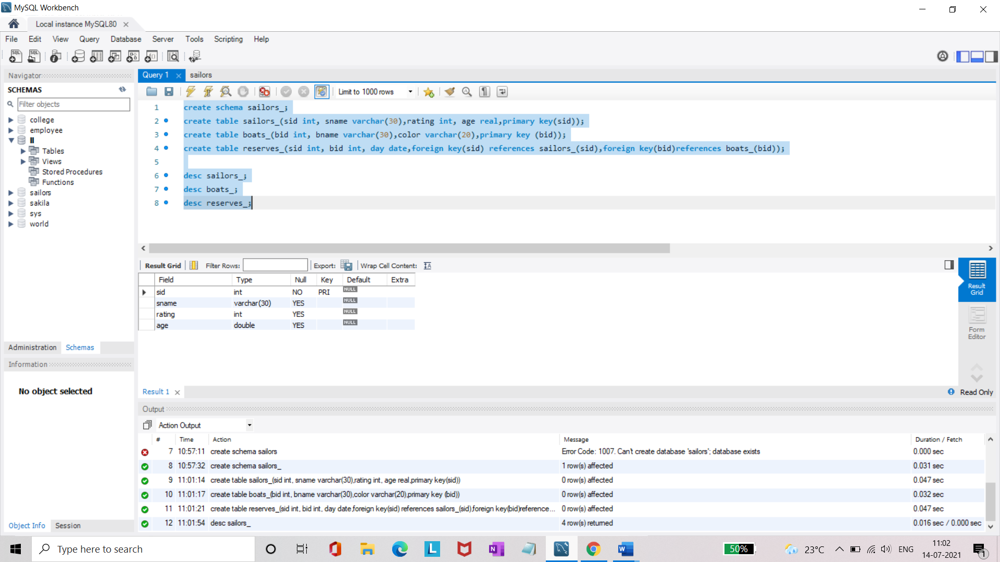 MySQL Workbench
Local instance MySQL80
File Edit View Query Database Server Tools Scripting Help
Navigator
SCHEMAS
Filter objects
college
employee
ll
Tables
Views
Stored Procedures
Functions
sailors
sakila
sys
world
Administration Schemas
Information
No object selected
Object Info Session
Query 1 sailors
Limit to 1000 rows
1 create schema sailors_;
2 create table sailors_(sid int, sname varchar(30),rating int, age real,primary key(sid));
3 create table boats_(bid int, bname varchar(30),color varchar(20),primary key (bid));
4 create table reserves_(sid int, bid int, day date,foreign key(sid) references sailors_(sid),foreign key(bid)references boats_(bid));
5
6 desc sailors_;
7 desc boats_;
8 desc reserves_;
Result Grid Filter Rows: Export: Wrap Cell Content:
Field Type Null Key Default Extra
sid int NO PRI NULL
sname varchar(30) YES NULL
rating int YES NULL
age double YES NULL
Result Grid
Form Editor
Result 1 Read Only
Output
Action Output
# Time Action Message Duration / Fetch
7 10:57:11 create schema sailors Error Code: 1007. Can't create database 'sailors'; database exists 0.000 sec
8 10:57:32 create schema sailors_ 1 row(s) affected 0.031 sec
9 11:01:14 create table sailors_(sid int, sname varchar(30),rating int, age real,primary key(sid)) 0 row(s) affected 0.047 sec
10 11:01:17 create table boats_(bid int, bname varchar(30),color varchar(20),primary key (bid)) 0 row(s) affected 0.032 sec
11 11:01:21 create table reserves_(sid int, bid int, day date,foreign key(sid) references sailors_(sid),foreign key(bid)reference... 0 row(s) affected 0.047 sec
12 11:01:54 desc sailors_ 4 row(s) returned 0.016 sec / 0.000 sec
Type here to search
50%
23°C
ENG
11:02
14-07-2021
1